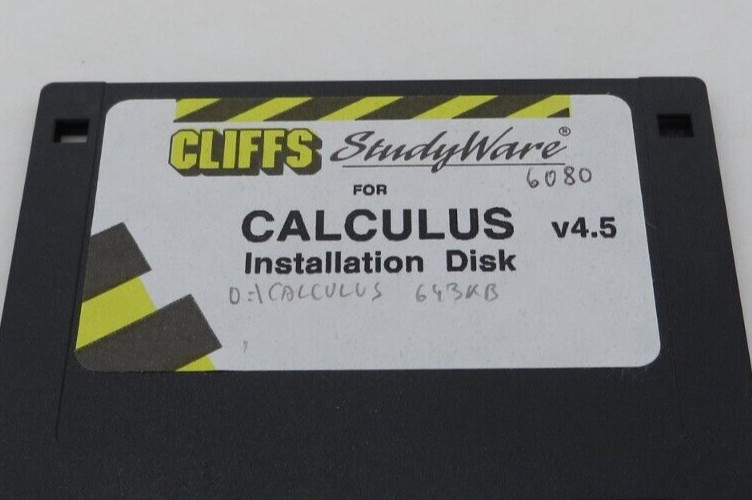 CLIFFS StudyWare®
6080
FOR
CALCULUS v4.5
Installation Disk
D:\CALCULUS 643KB